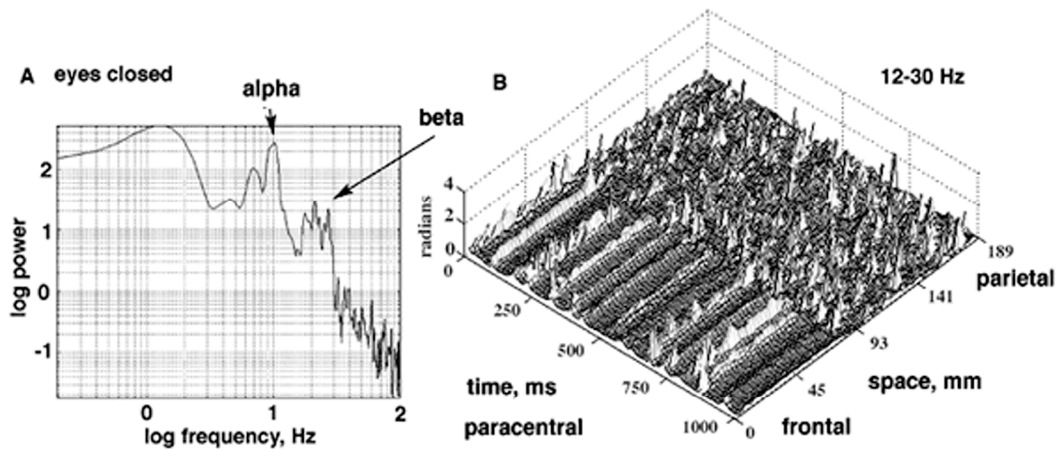 A eyes closed
alpha
beta
2
1
0
-1
log power
0 1 2
log frequency, Hz
B
12-30 Hz
4
2
0
radians
0
250
500
750
1000
time, ms
paracentral
0
45
93
141
189
space, mm
frontal
parietal